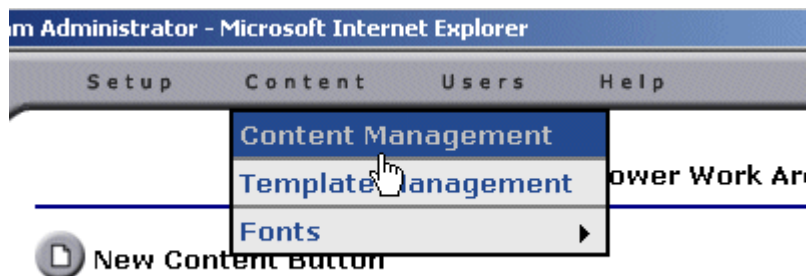 m Administrator - Microsoft Internet Explorer
Setup Content Users Help
Content Management
Template Management
ower Work Ar
Fonts
New Content Button